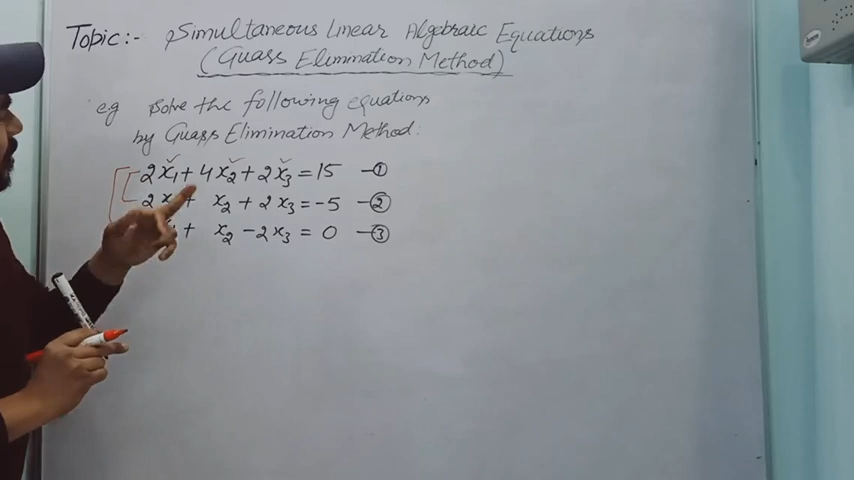 Topic:- Simultaneous Linear Algebraic Equations
(Guass Elimination Method)
e.g Solve the following equations
by Guass Elimination Method:
2x₁ + 4x₂ + 2x₃ = 15 —①
2x + x₂ + 2x₃ = -5 —②
+ x₂ - 2x₃ = 0 —③